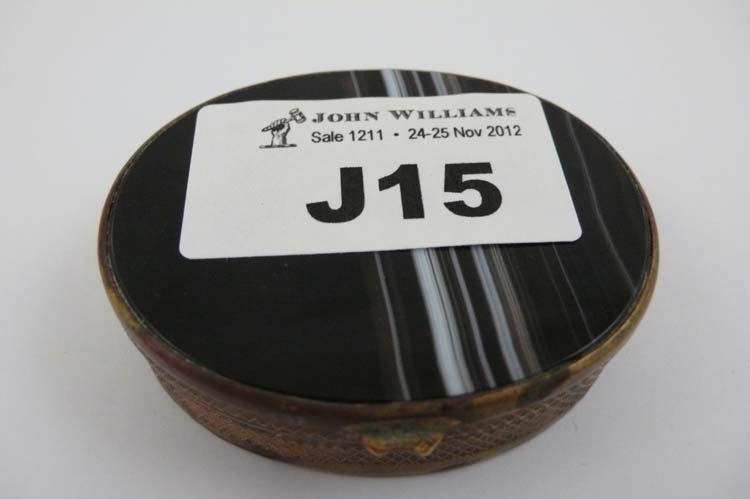 JOHN WILLIAMS
Sale 1211 • 24-25 Nov 2012
J15